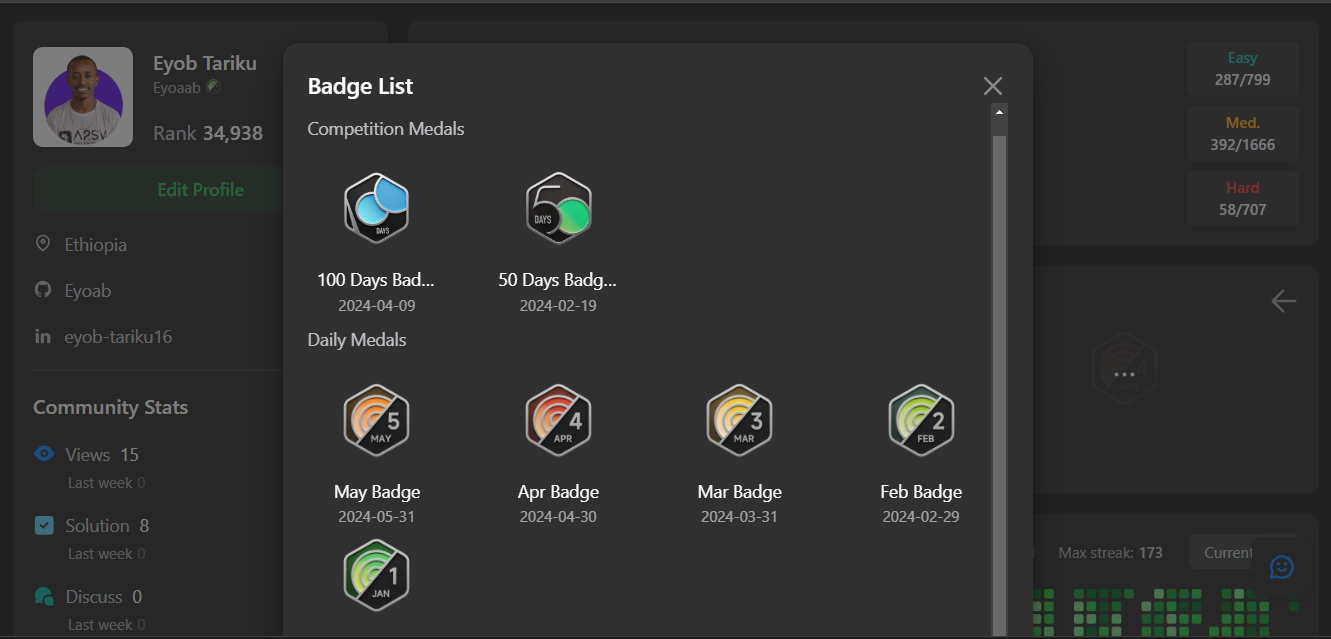 Eyob Tariku
Eyoaab
Rank 34,938
Edit Profile
Ethiopia
Eyoab
eyob-tariku16
Community Stats
Views 15
Last week 0
Solution 8
Last week 0
Discuss 0
Last week 0
Badge List
Competition Medals
DAYS
5
DAYS
100 Days Bad...
50 Days Badg...
2024-04-09
2024-02-19
Daily Medals
5
MAY
4
APR
3
MAR
2
FEB
May Badge
Apr Badge
Mar Badge
Feb Badge
2024-05-31
2024-04-30
2024-03-31
2024-02-29
1
JAN
Easy
287/799
Med.
392/1666
Hard
58/707
...
Max streak: 173
Current